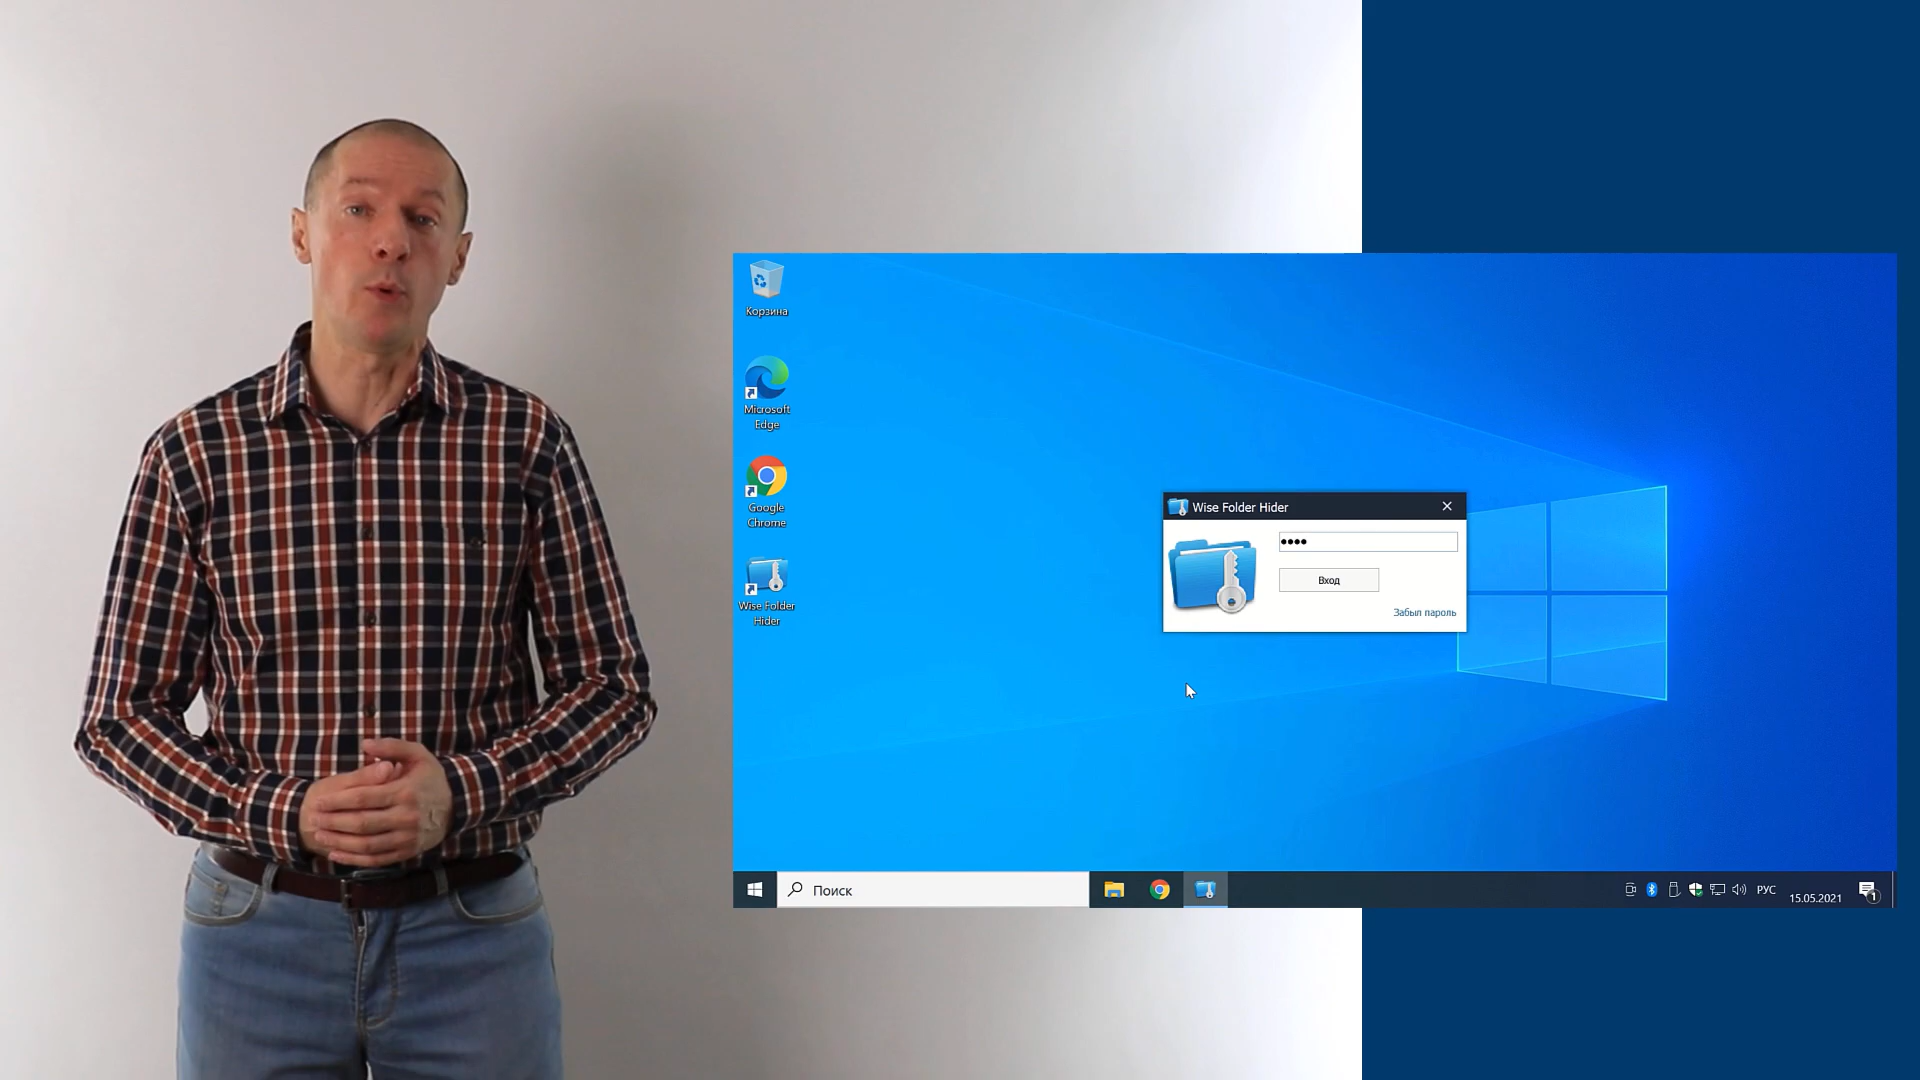 Корзина
Microsoft
Edge
Google
Chrome
Wise Folder
Hider
Wise Folder Hider
••••
Вход
Забыл пароль
Поиск
РУС
15.05.2021
1